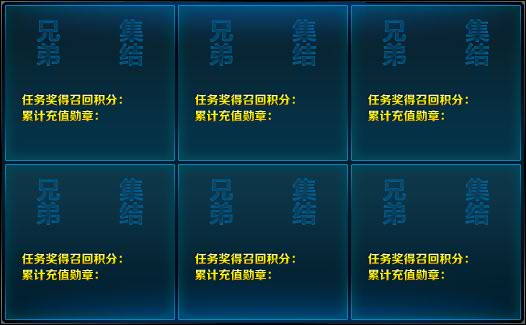 兄 集 兄 集 兄 集
弟 结 弟 结 弟 结
任务奖得召回积分： 任务奖得召回积分： 任务奖得召回积分：
累计充值勋章： 累计充值勋章： 累计充值勋章：
兄 集 兄 集 兄 集
弟 结 弟 结 弟 结
任务奖得召回积分： 任务奖得召回积分： 任务奖得召回积分：
累计充值勋章： 累计充值勋章： 累计充值勋章：